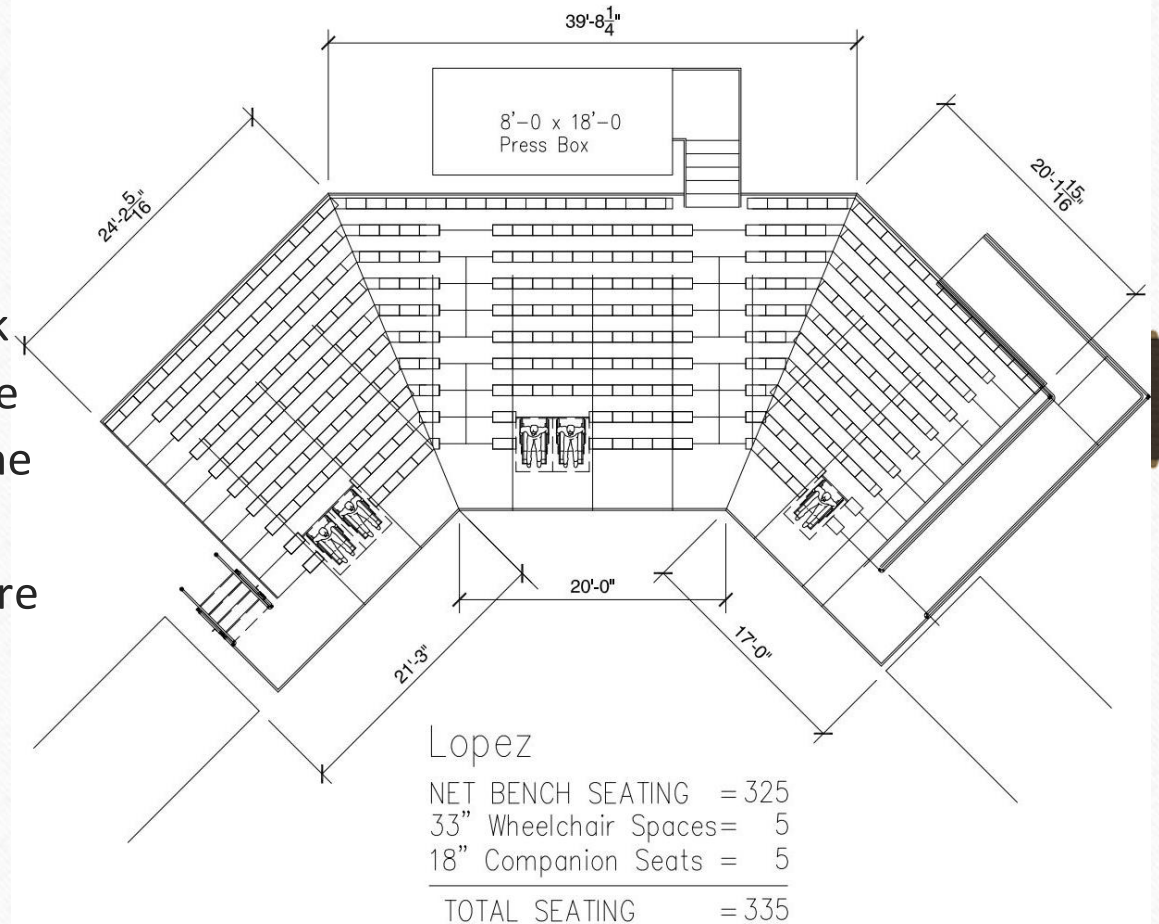 39'-8 1/4"
8'-0 x 18'-0
Press Box
24'-2 5/16"
20'-1 15/16"
re
20'-0"
21'-3"
17'-0"
Lopez
NET BENCH SEATING = 325
33" Wheelchair Spaces= 5
18" Companion Seats = 5
TOTAL SEATING = 335